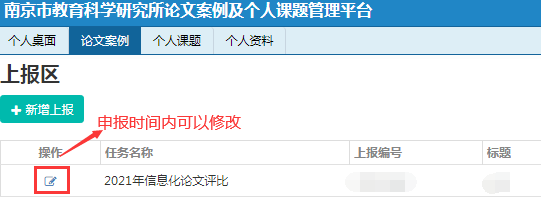 南京市教育科学研究所论文案例及个人课题管理平台
个人桌面 论文案例 个人课题 个人资料
上报区
+ 新增上报
申报时间内可以修改
操作 任务名称 上报编号 标题
2021年信息化论文评比